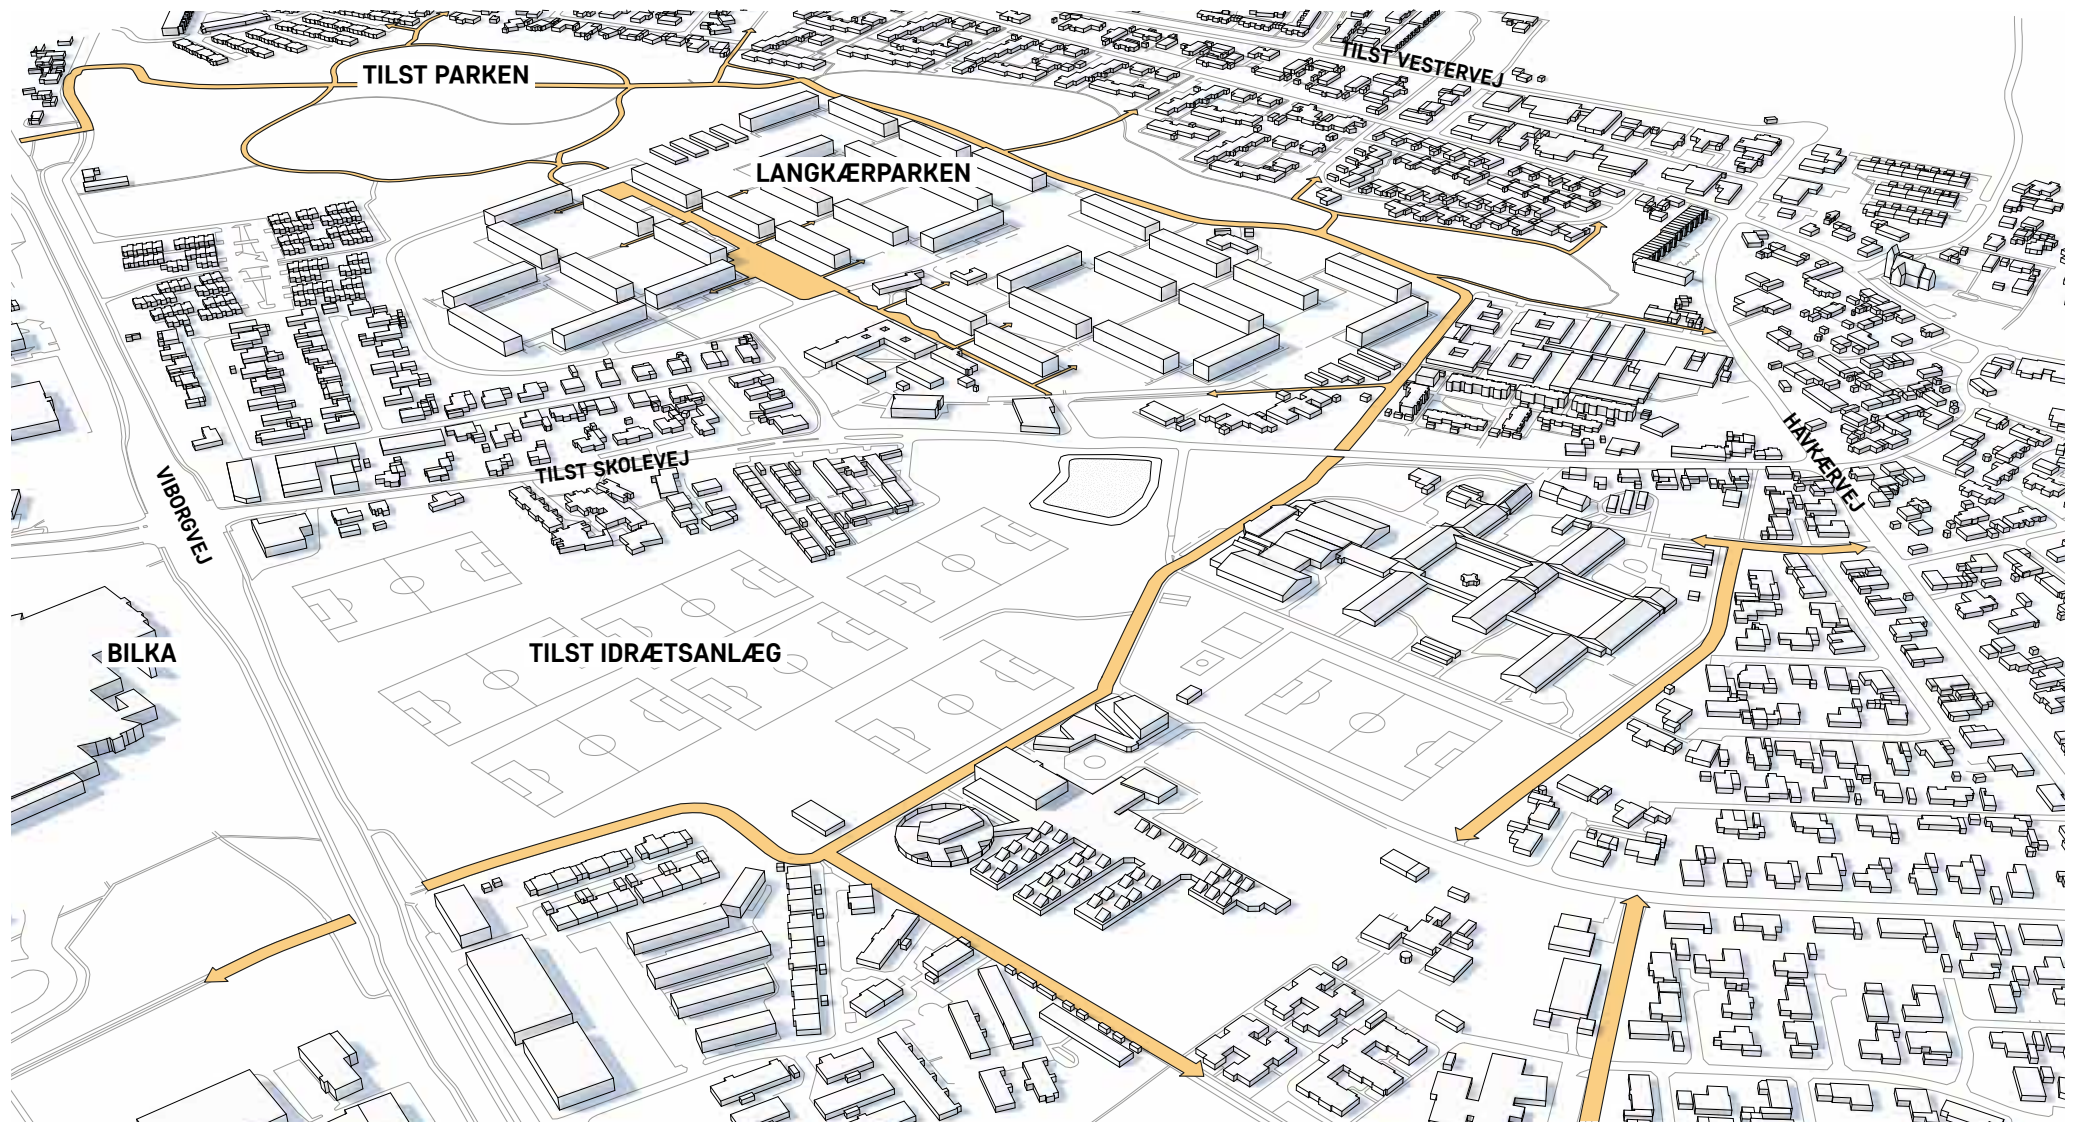 TILST VESTERVEJ
TILST PARKEN
LANGKÆRPARKEN
HAVKÆRVEJ
TILST SKOLEVEJ
VIBORGVEJ
BILKA
TILST IDRÆTSANLÆG